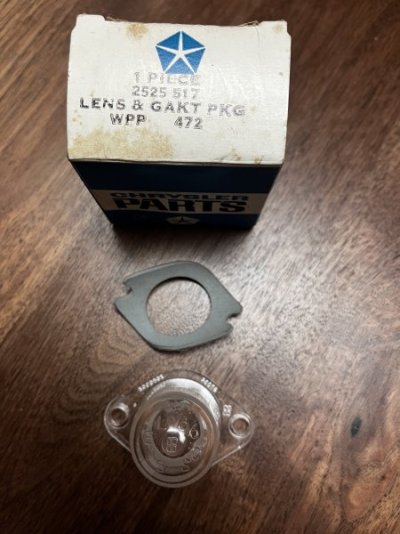 1 PIECE
2525 517
LENS & GAKT PKG
WPP 472
CHRYSLER
PARTS